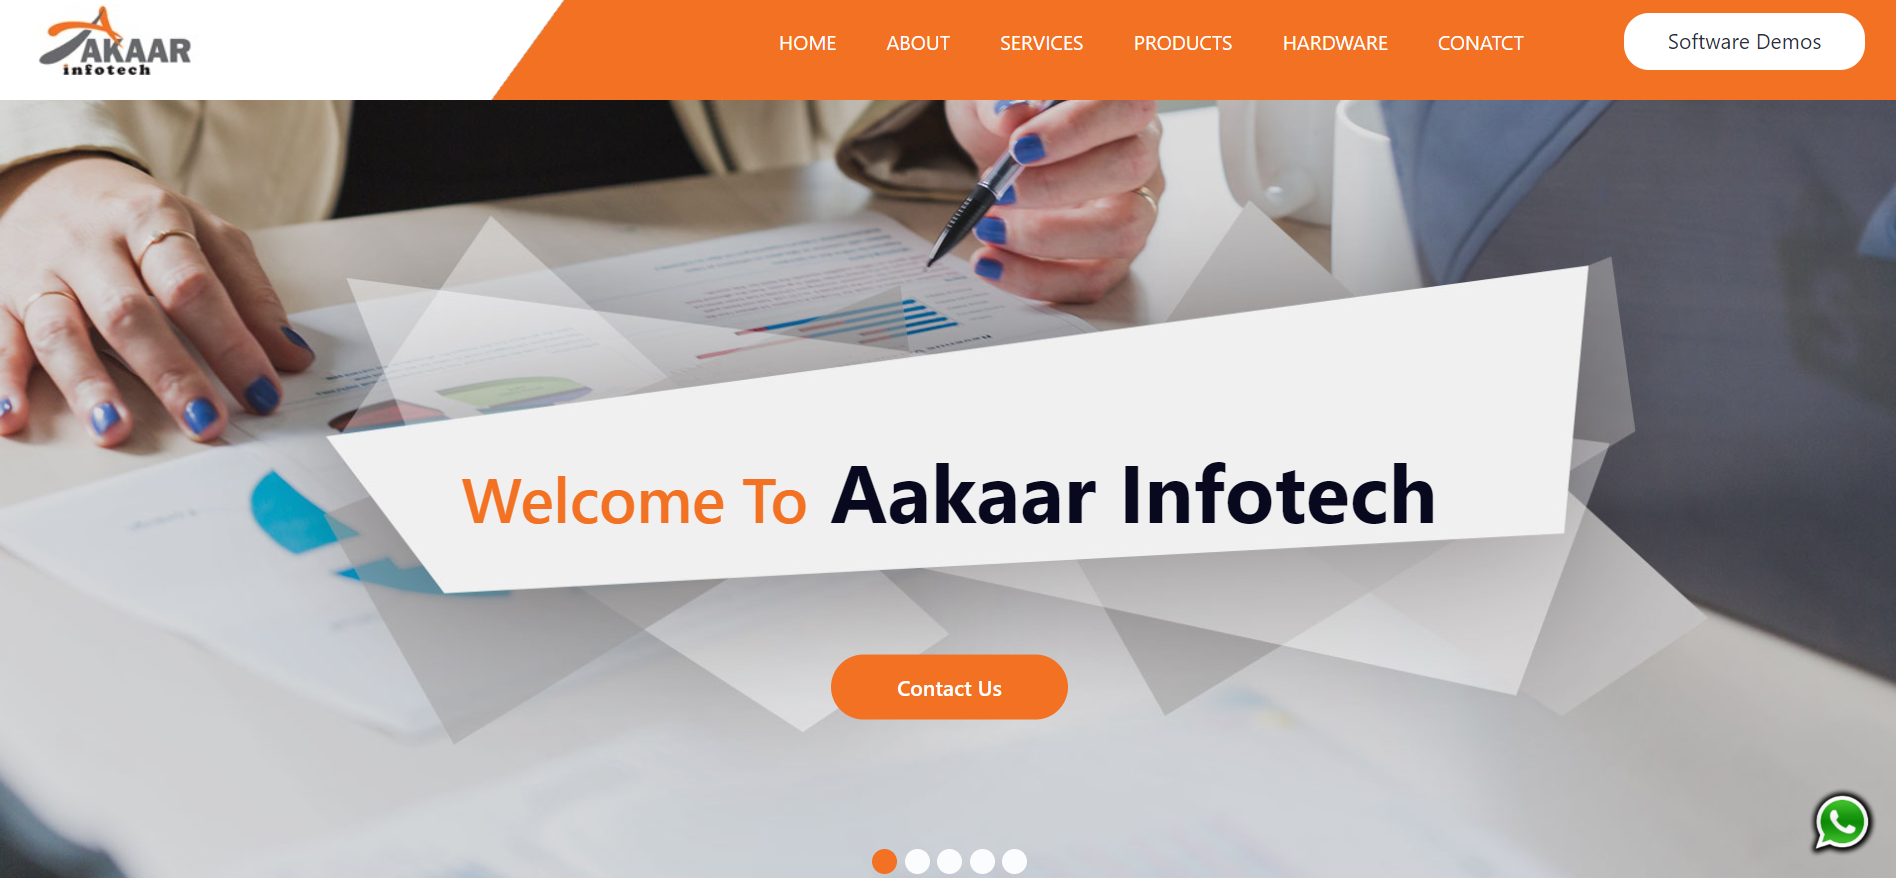 AKAAR
infotech
HOME ABOUT SERVICES PRODUCTS HARDWARE CONATCT Software Demos
Welcome To Aakaar Infotech
Contact Us